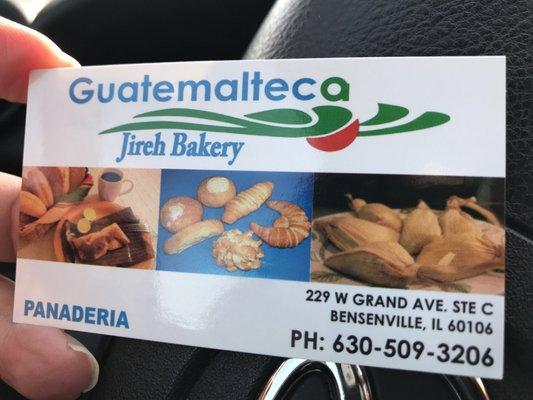 Guatemalteca
Jireh Bakery
PANADERIA
229 W GRAND AVE. STE C
BENSENVILLE, IL 60106
PH: 630-509-3206